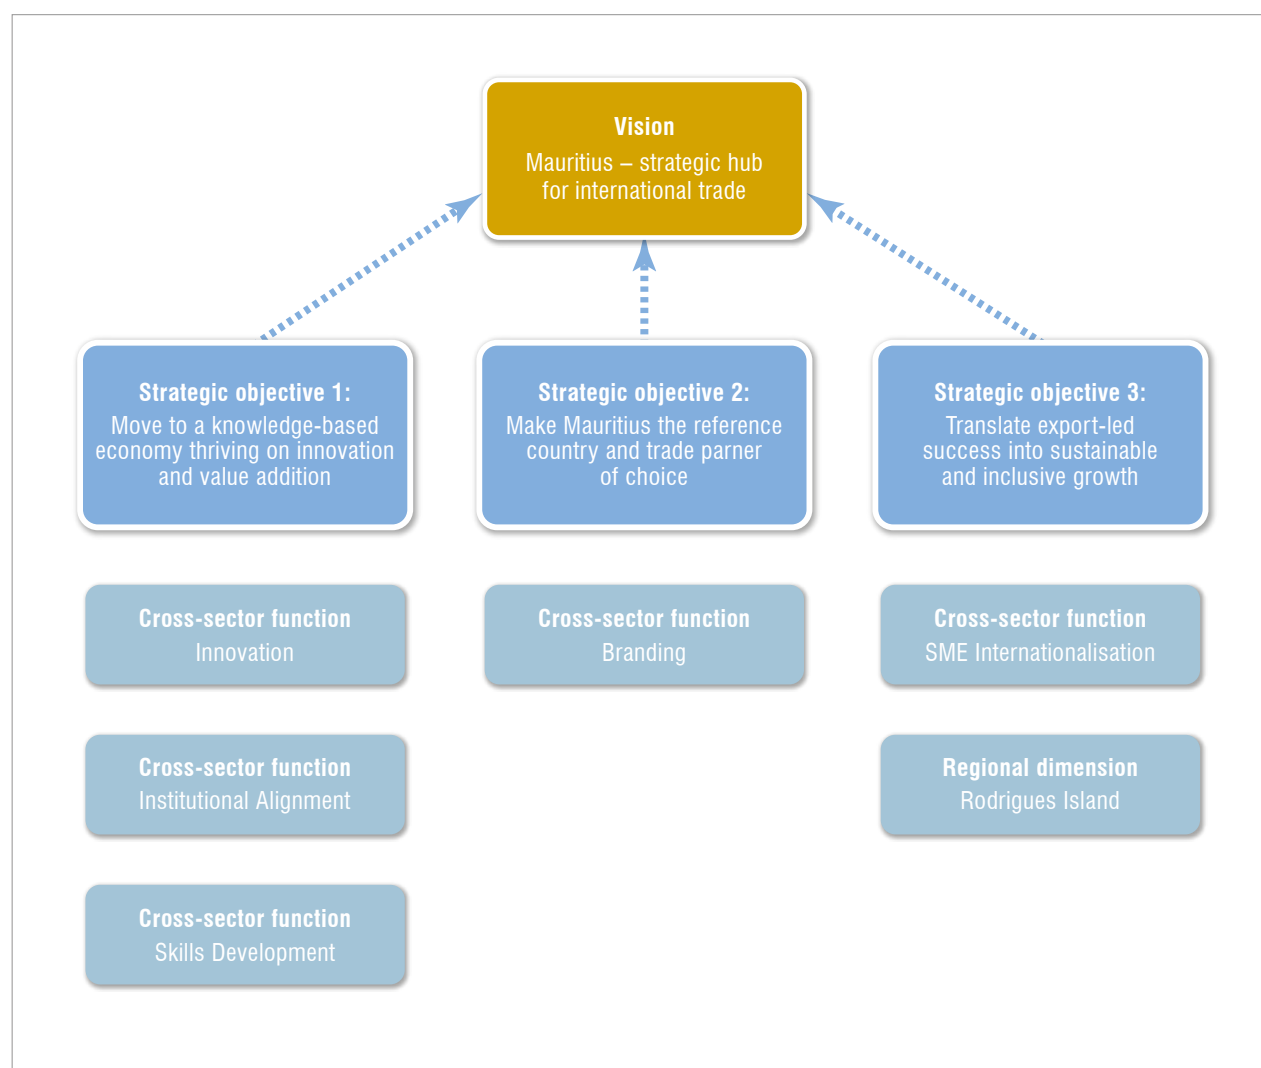 Vision
Mauritius – strategic hub
for international trade
Strategic objective 1:
Move to a knowledge-based
economy thriving on innovation
and value addition
Strategic objective 2:
Make Mauritius the reference
country and trade parner
of choice
Strategic objective 3:
Translate export-led
success into sustainable
and inclusive growth
Cross-sector function
Innovation
Cross-sector function
Branding
Cross-sector function
SME Internationalisation
Cross-sector function
Institutional Alignment
Regional dimension
Rodrigues Island
Cross-sector function
Skills Development